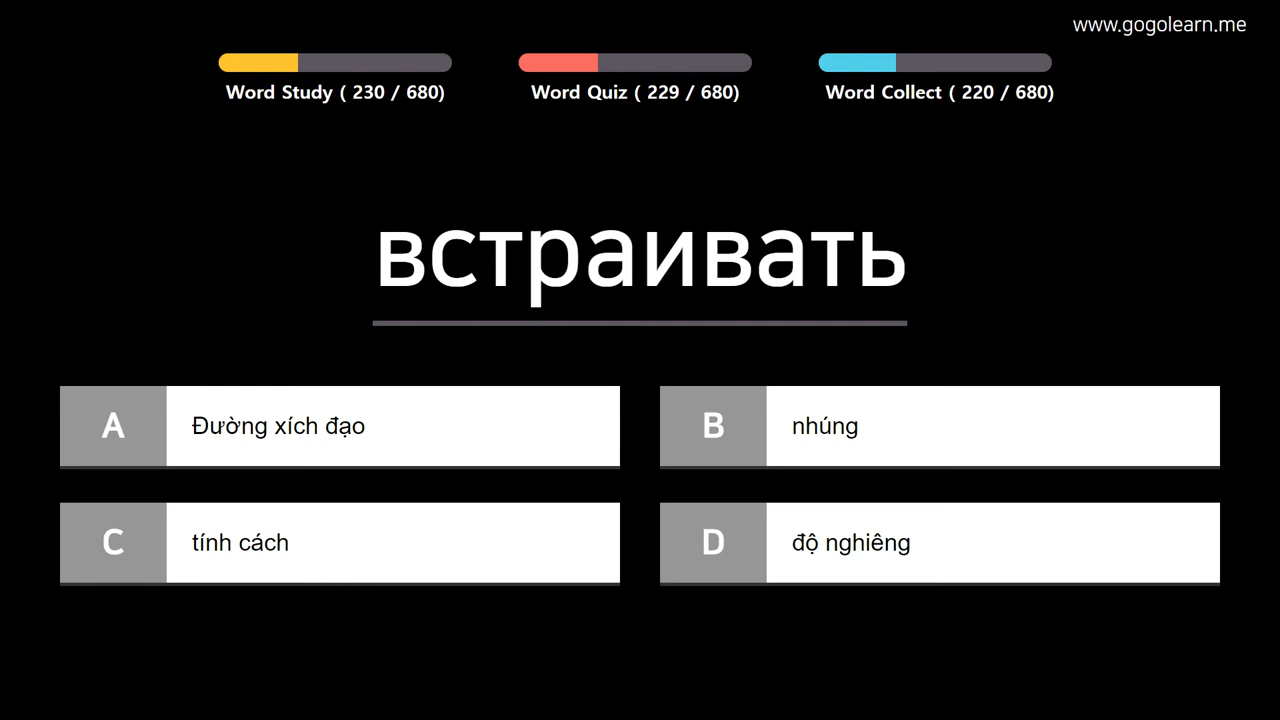 www.gogolearn.me
Word Study ( 230 / 680)
Word Quiz ( 229 / 680)
Word Collect ( 220 / 680)
встраивать
A Đường xích đạo
B nhúng
C tính cách
D độ nghiêng